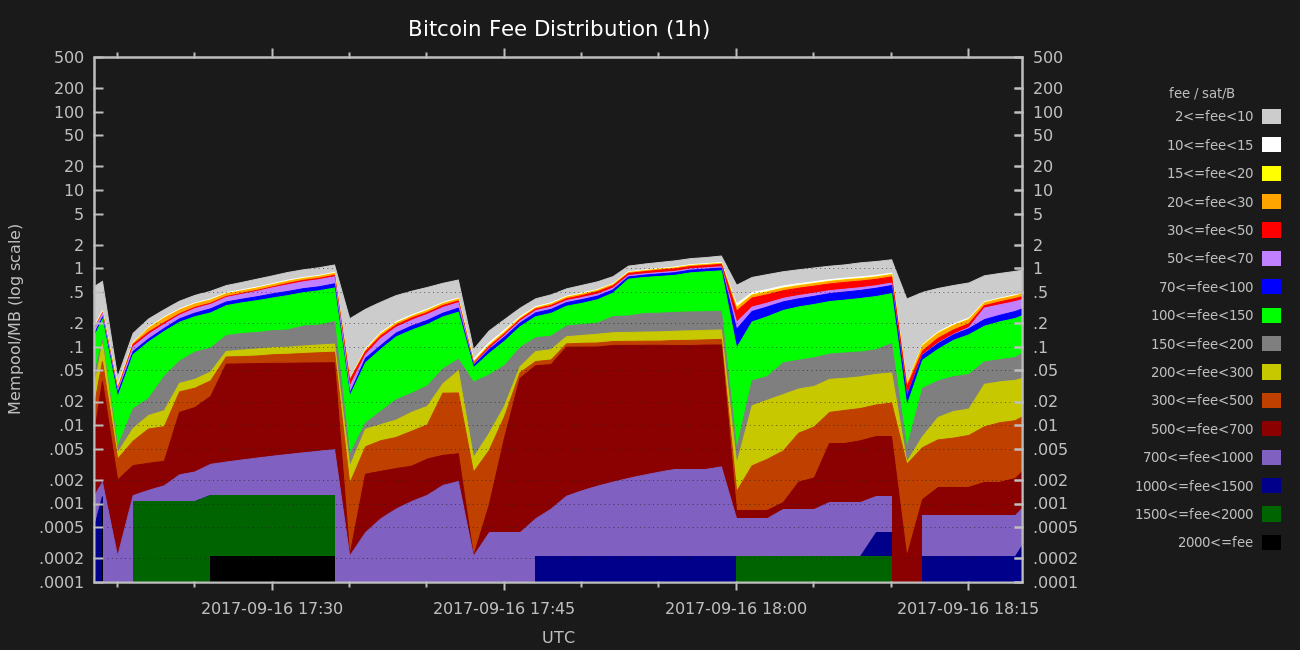 Bitcoin Fee Distribution (1h)
500
200
100
50
20
10
5
2
1
.5
.2
.1
.05
.02
.01
.005
.002
.001
.0005
.0002
.0001
Mempool/MB (log scale)
500
200
100
50
20
10
5
2
1
.5
.2
.1
.05
.02
.01
.005
.002
.001
.0005
.0002
.0001
2017-09-16 17:30
2017-09-16 17:45
2017-09-16 18:00
2017-09-16 18:15
UTC
fee / sat/B
2<=fee<10
10<=fee<15
15<=fee<20
20<=fee<30
30<=fee<50
50<=fee<70
70<=fee<100
100<=fee<150
150<=fee<200
200<=fee<300
300<=fee<500
500<=fee<700
700<=fee<1000
1000<=fee<1500
1500<=fee<2000
2000<=fee